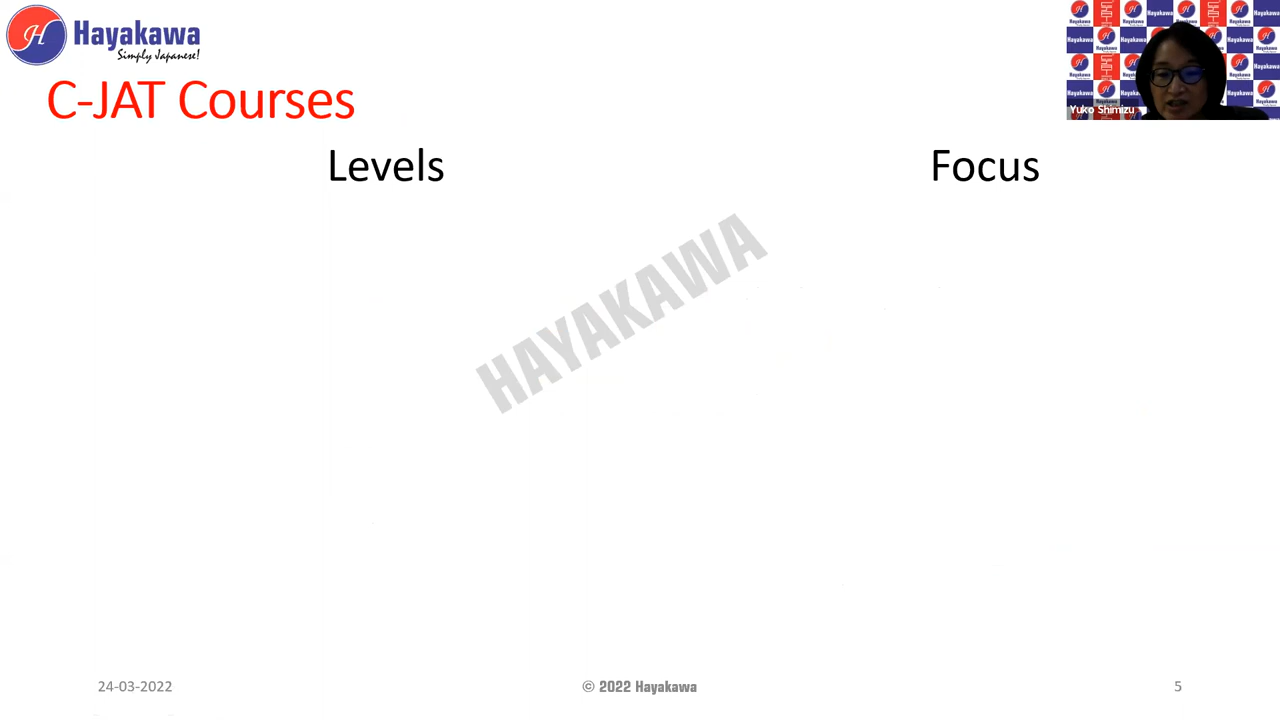 Hayakawa
Simply Japanese!
C-JAT Courses
Yuko Shimizu
Levels
Focus
HAYAKAWA
24-03-2022
© 2022 Hayakawa
5